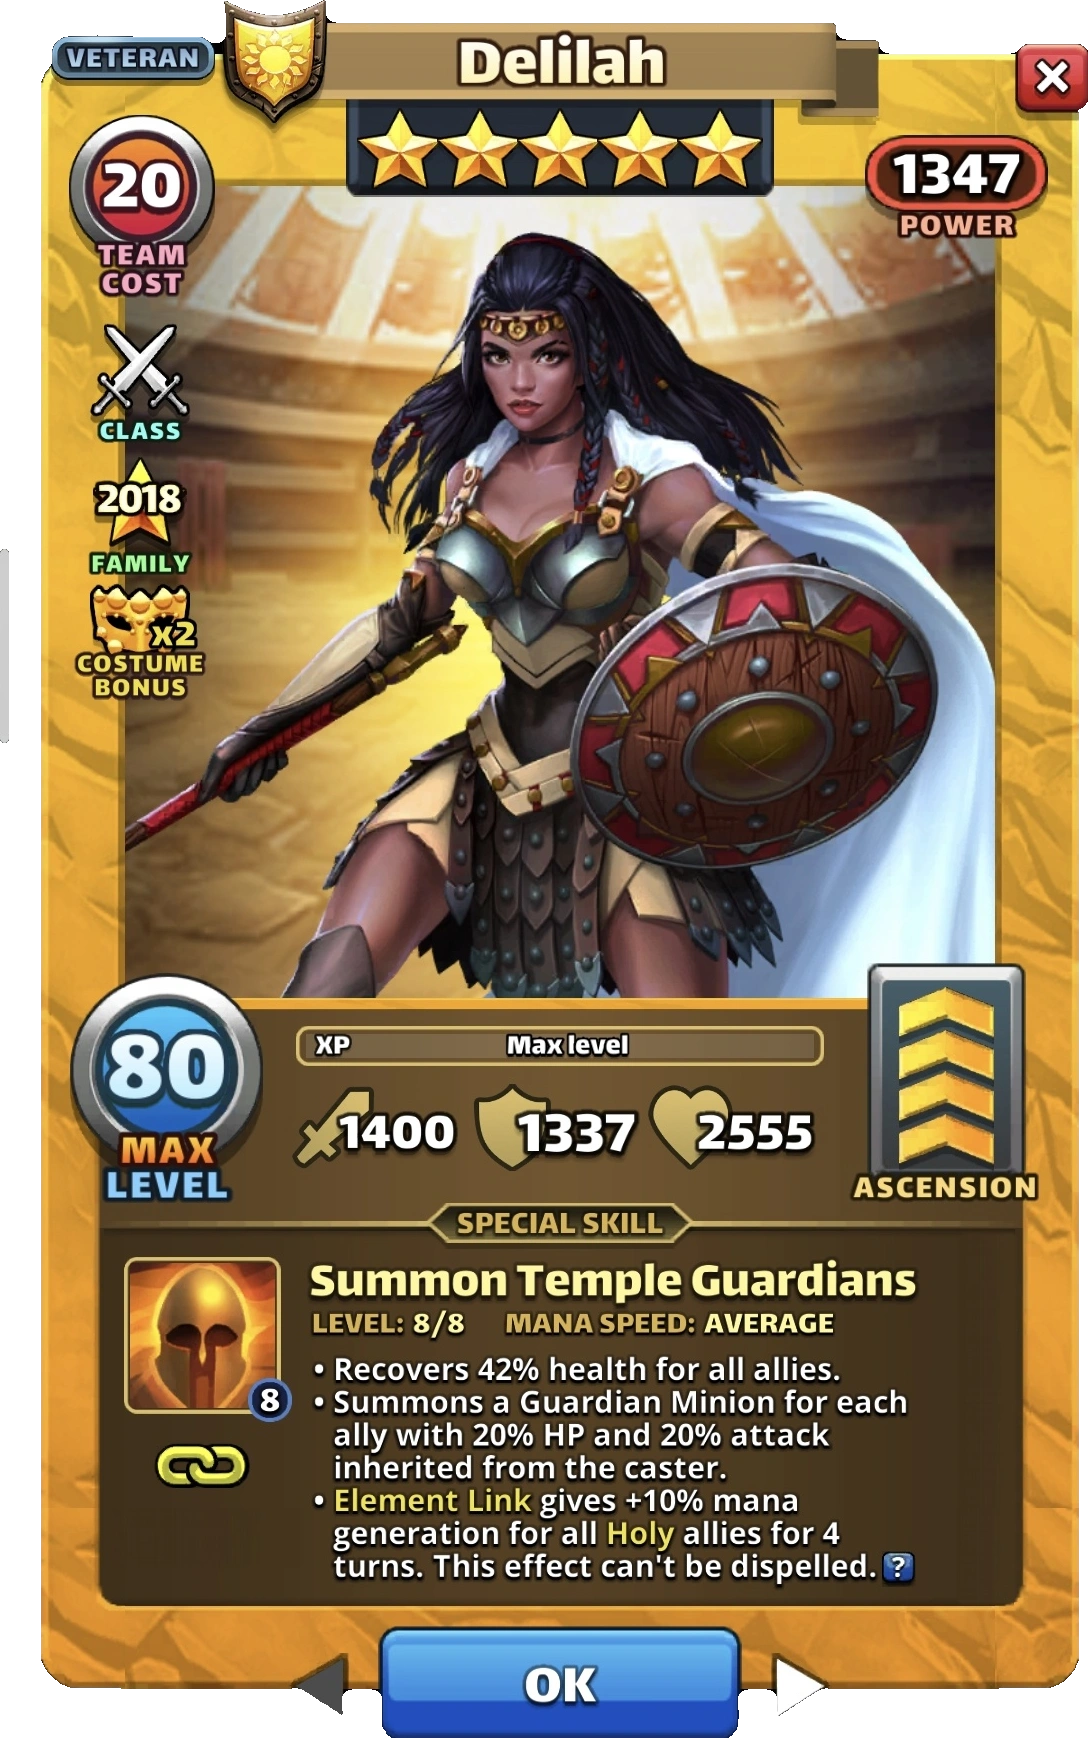 VETERAN
Delilah
20
TEAM
COST
1347
POWER
CLASS
2018
FAMILY
x2
COSTUME
BONUS
80
MAX
LEVEL
XP
Max level
1400
1337
2555
ASCENSION
SPECIAL SKILL
Summon Temple Guardians
LEVEL: 8/8 MANA SPEED: AVERAGE
8
• Recovers 42% health for all allies.
• Summons a Guardian Minion for each
ally with 20% HP and 20% attack
inherited from the caster.
• Element Link gives +10% mana
generation for all Holy allies for 4
turns. This effect can't be dispelled. ?
OK